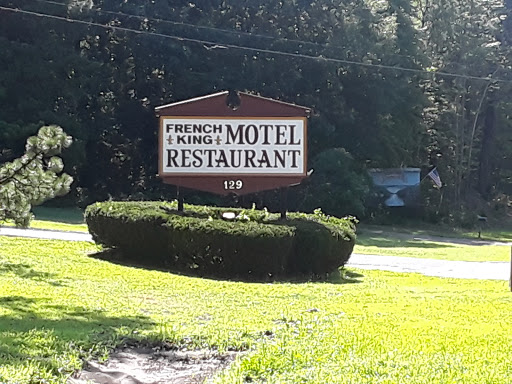 FRENCH KING MOTEL
RESTAURANT
129